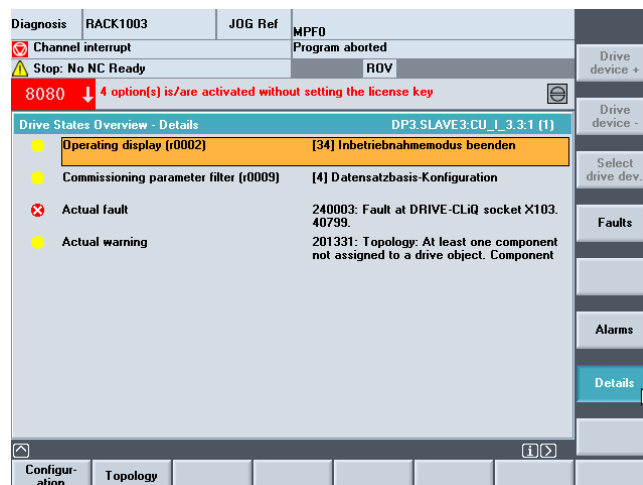 Diagnosis RACK1003 JOG Ref MPF0
Channel interrupt Program aborted
Stop: No NC Ready ROV
8080 4 option(s) is/are activated without setting the license key
Drive States Overview - Details DP3.SLAVE3:CU_I_3.3:1 (1)
Operating display (r0002) [34] Inbetriebnahmemodus beenden
Commissioning parameter filter (r0009) [4] Datensatzbasis-Konfiguration
Actual fault 240003: Fault at DRIVE-CLiQ socket X103.
40799.
Actual warning 201331: Topology: At least one component
not assigned to a drive object. Component
Drive
device +
Drive
device -
Select
drive dev.
Faults
Alarms
Details
Configur-
ation
Topology